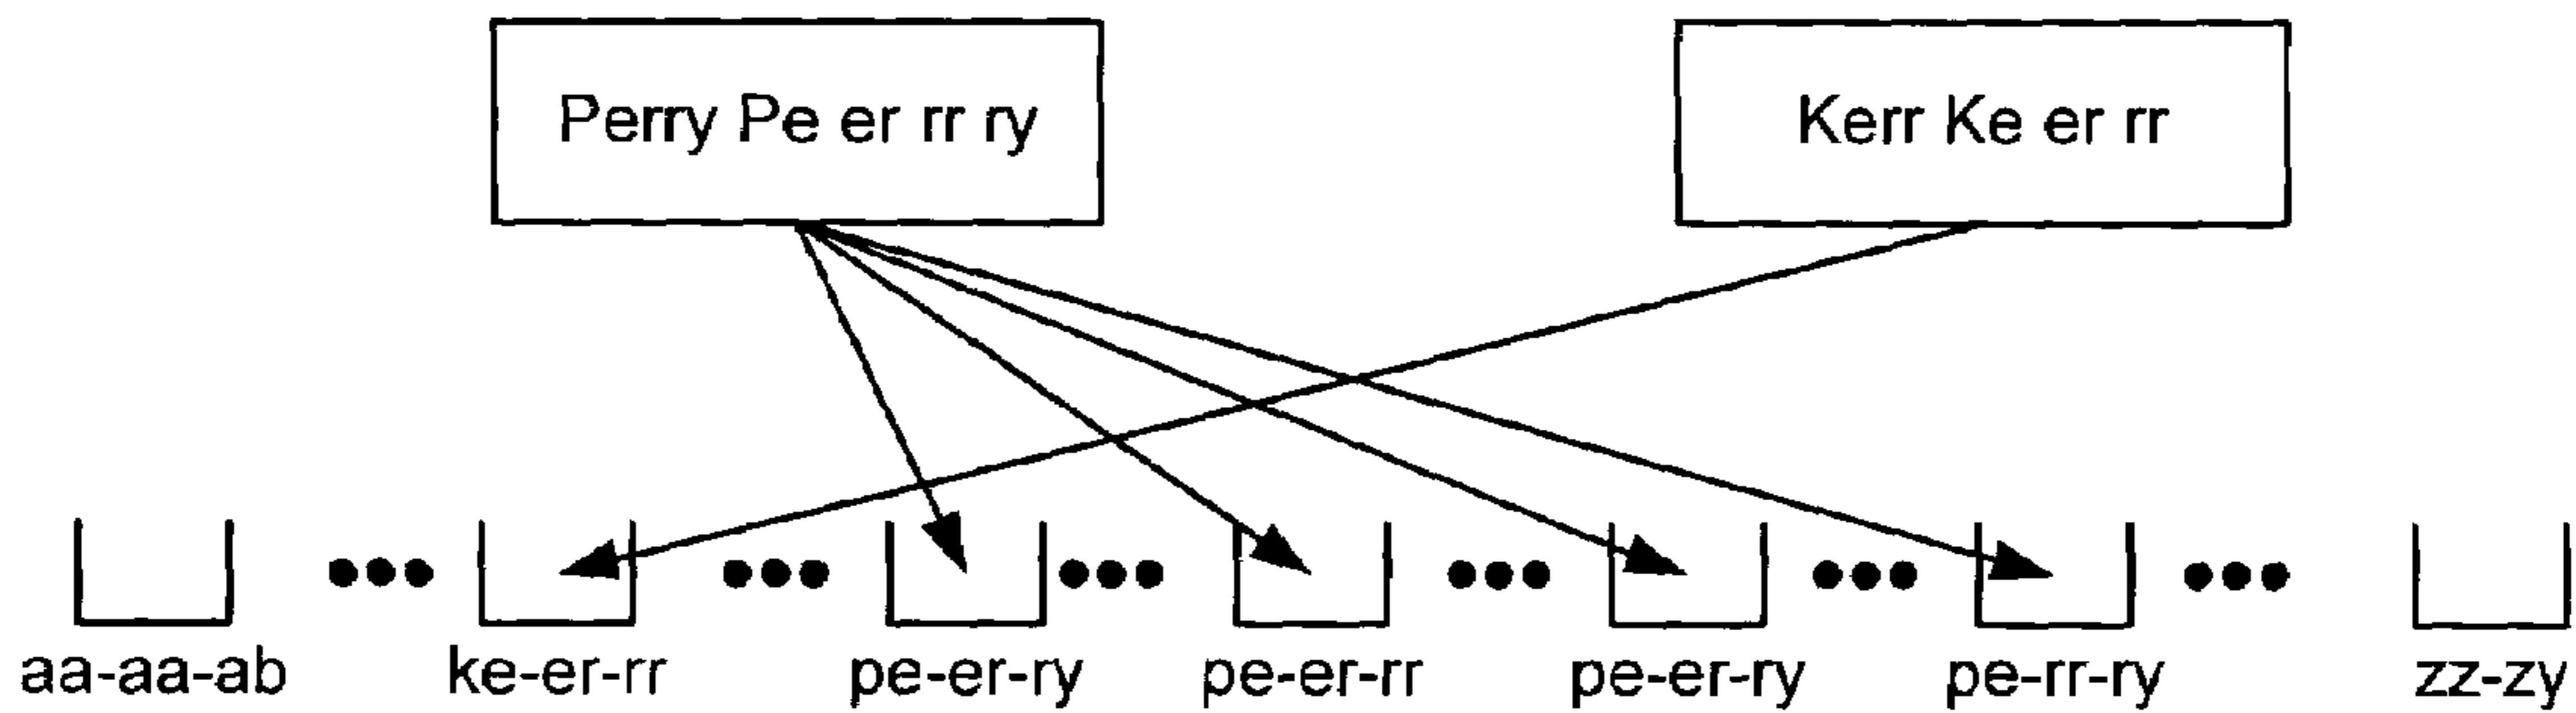 Perry Pe er rr ry
Kerr Ke er rr
aa-aa-ab
ke-er-rr
pe-er-ry
pe-er-rr
pe-er-ry
pe-rr-ry
zz-zy